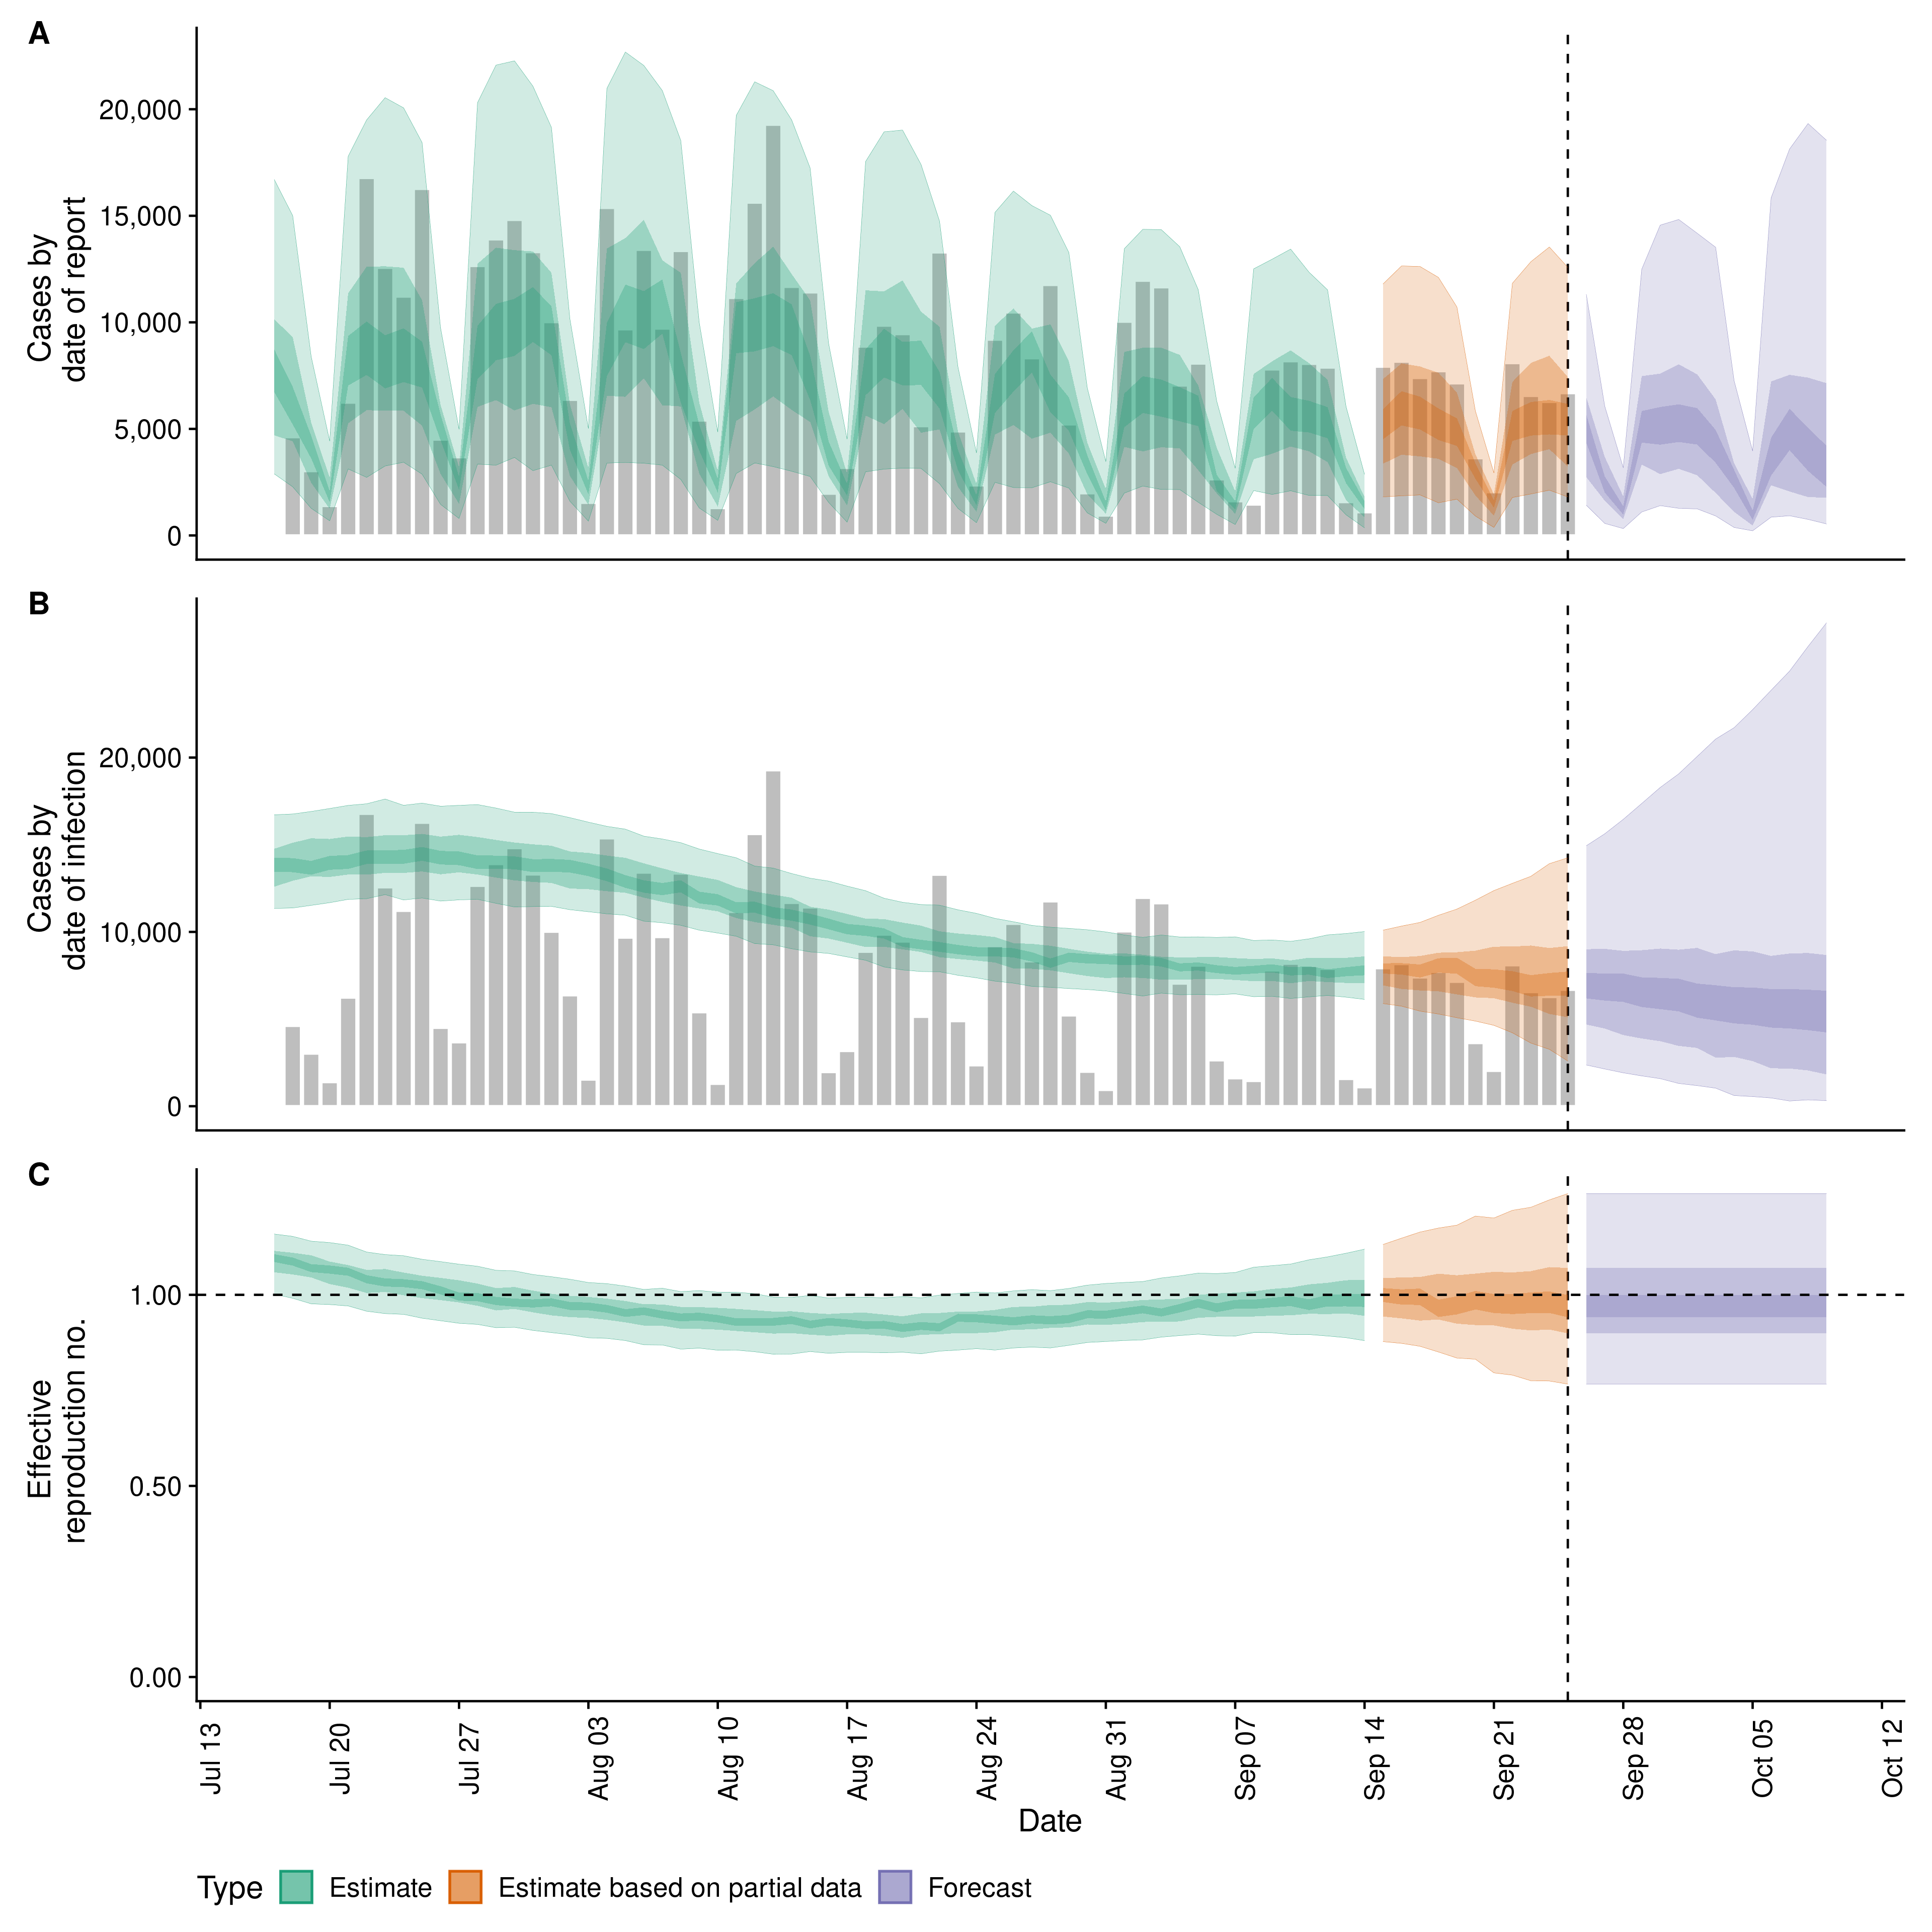 A
Cases by
date of report
20,000
15,000
10,000
5,000
0
B
Cases by
date of infection
20,000
10,000
0
C
Effective
reproduction no.
1.00
0.50
0.00
Jul 13
Jul 20
Jul 27
Aug 03
Aug 10
Aug 17
Aug 24
Aug 31
Sep 07
Sep 14
Sep 21
Sep 28
Oct 05
Oct 12
Date
Type Estimate Estimate based on partial data Forecast